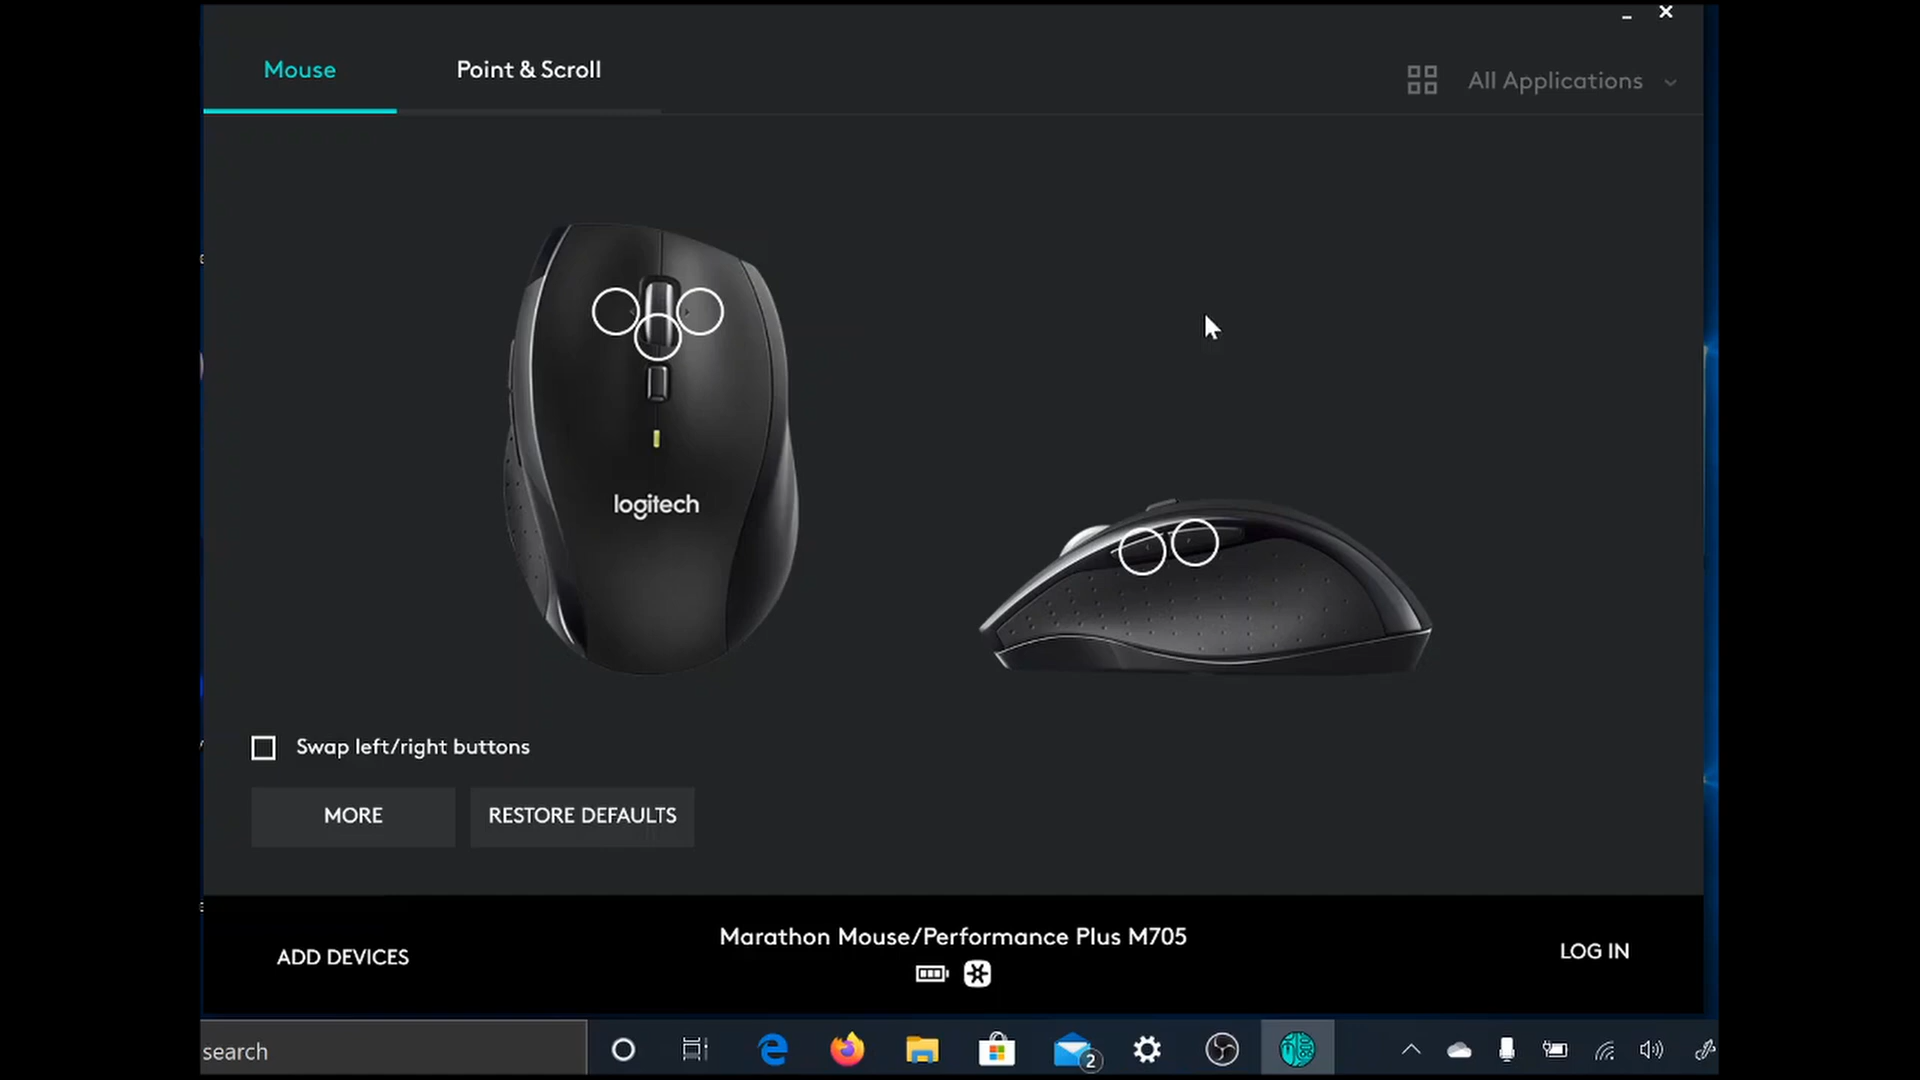 Mouse
Point & Scroll
All Applications
logitech
Swap left/right buttons
MORE
RESTORE DEFAULTS
ADD DEVICES
Marathon Mouse/Performance Plus M705
LOG IN
search
2